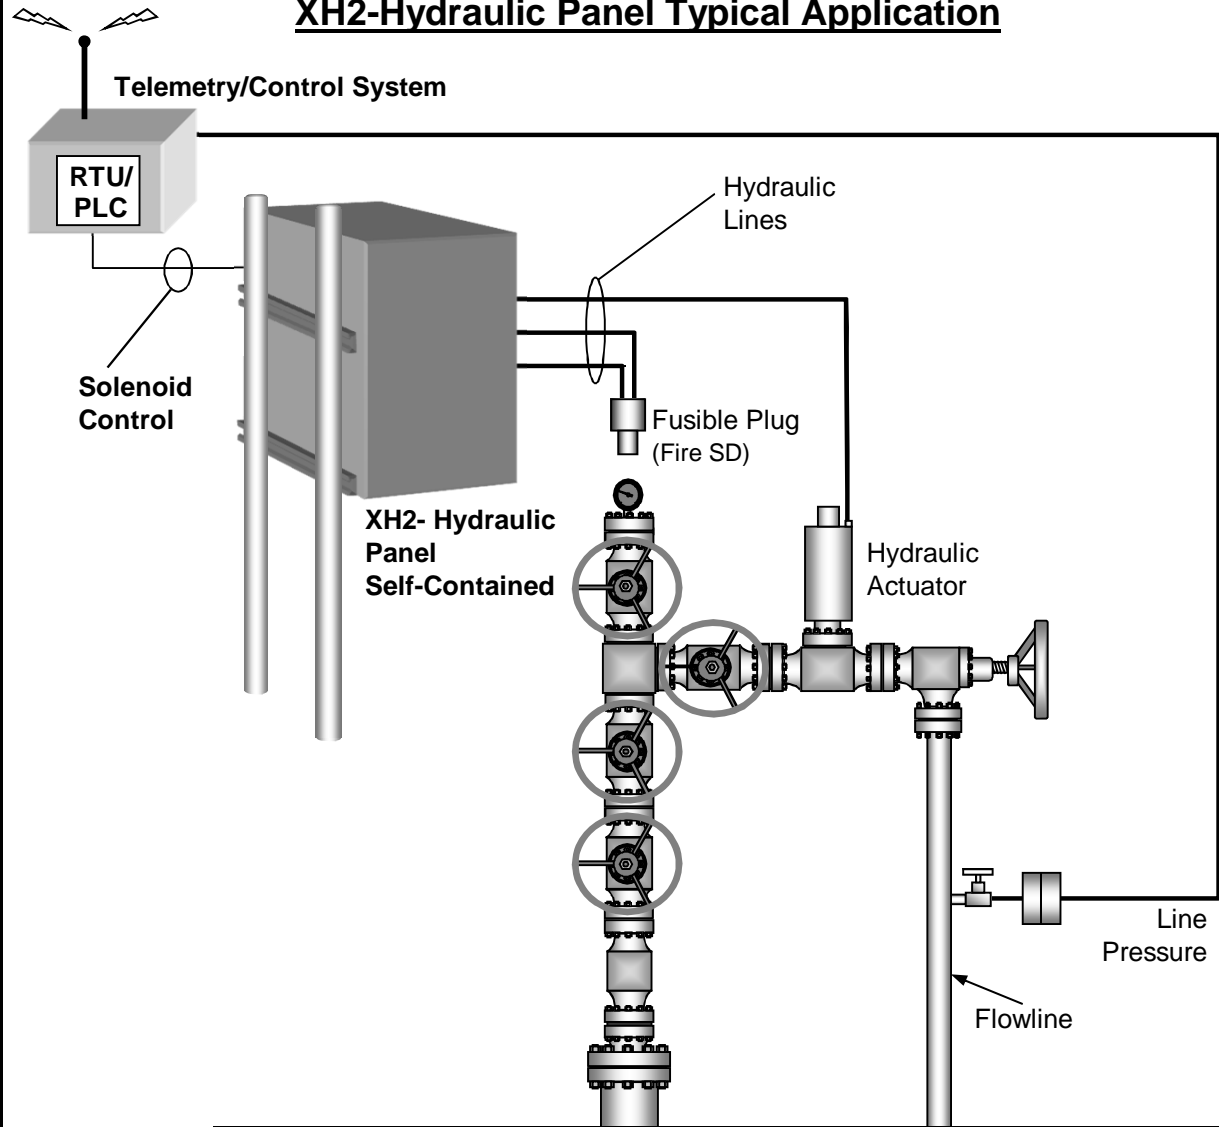 XH2-Hydraulic Panel Typical Application
Telemetry/Control System
RTU/
PLC
Hydraulic
Lines
Solenoid
Control
Fusible Plug
(Fire SD)
XH2- Hydraulic
Panel
Self-Contained
Hydraulic
Actuator
Line
Pressure
Flowline